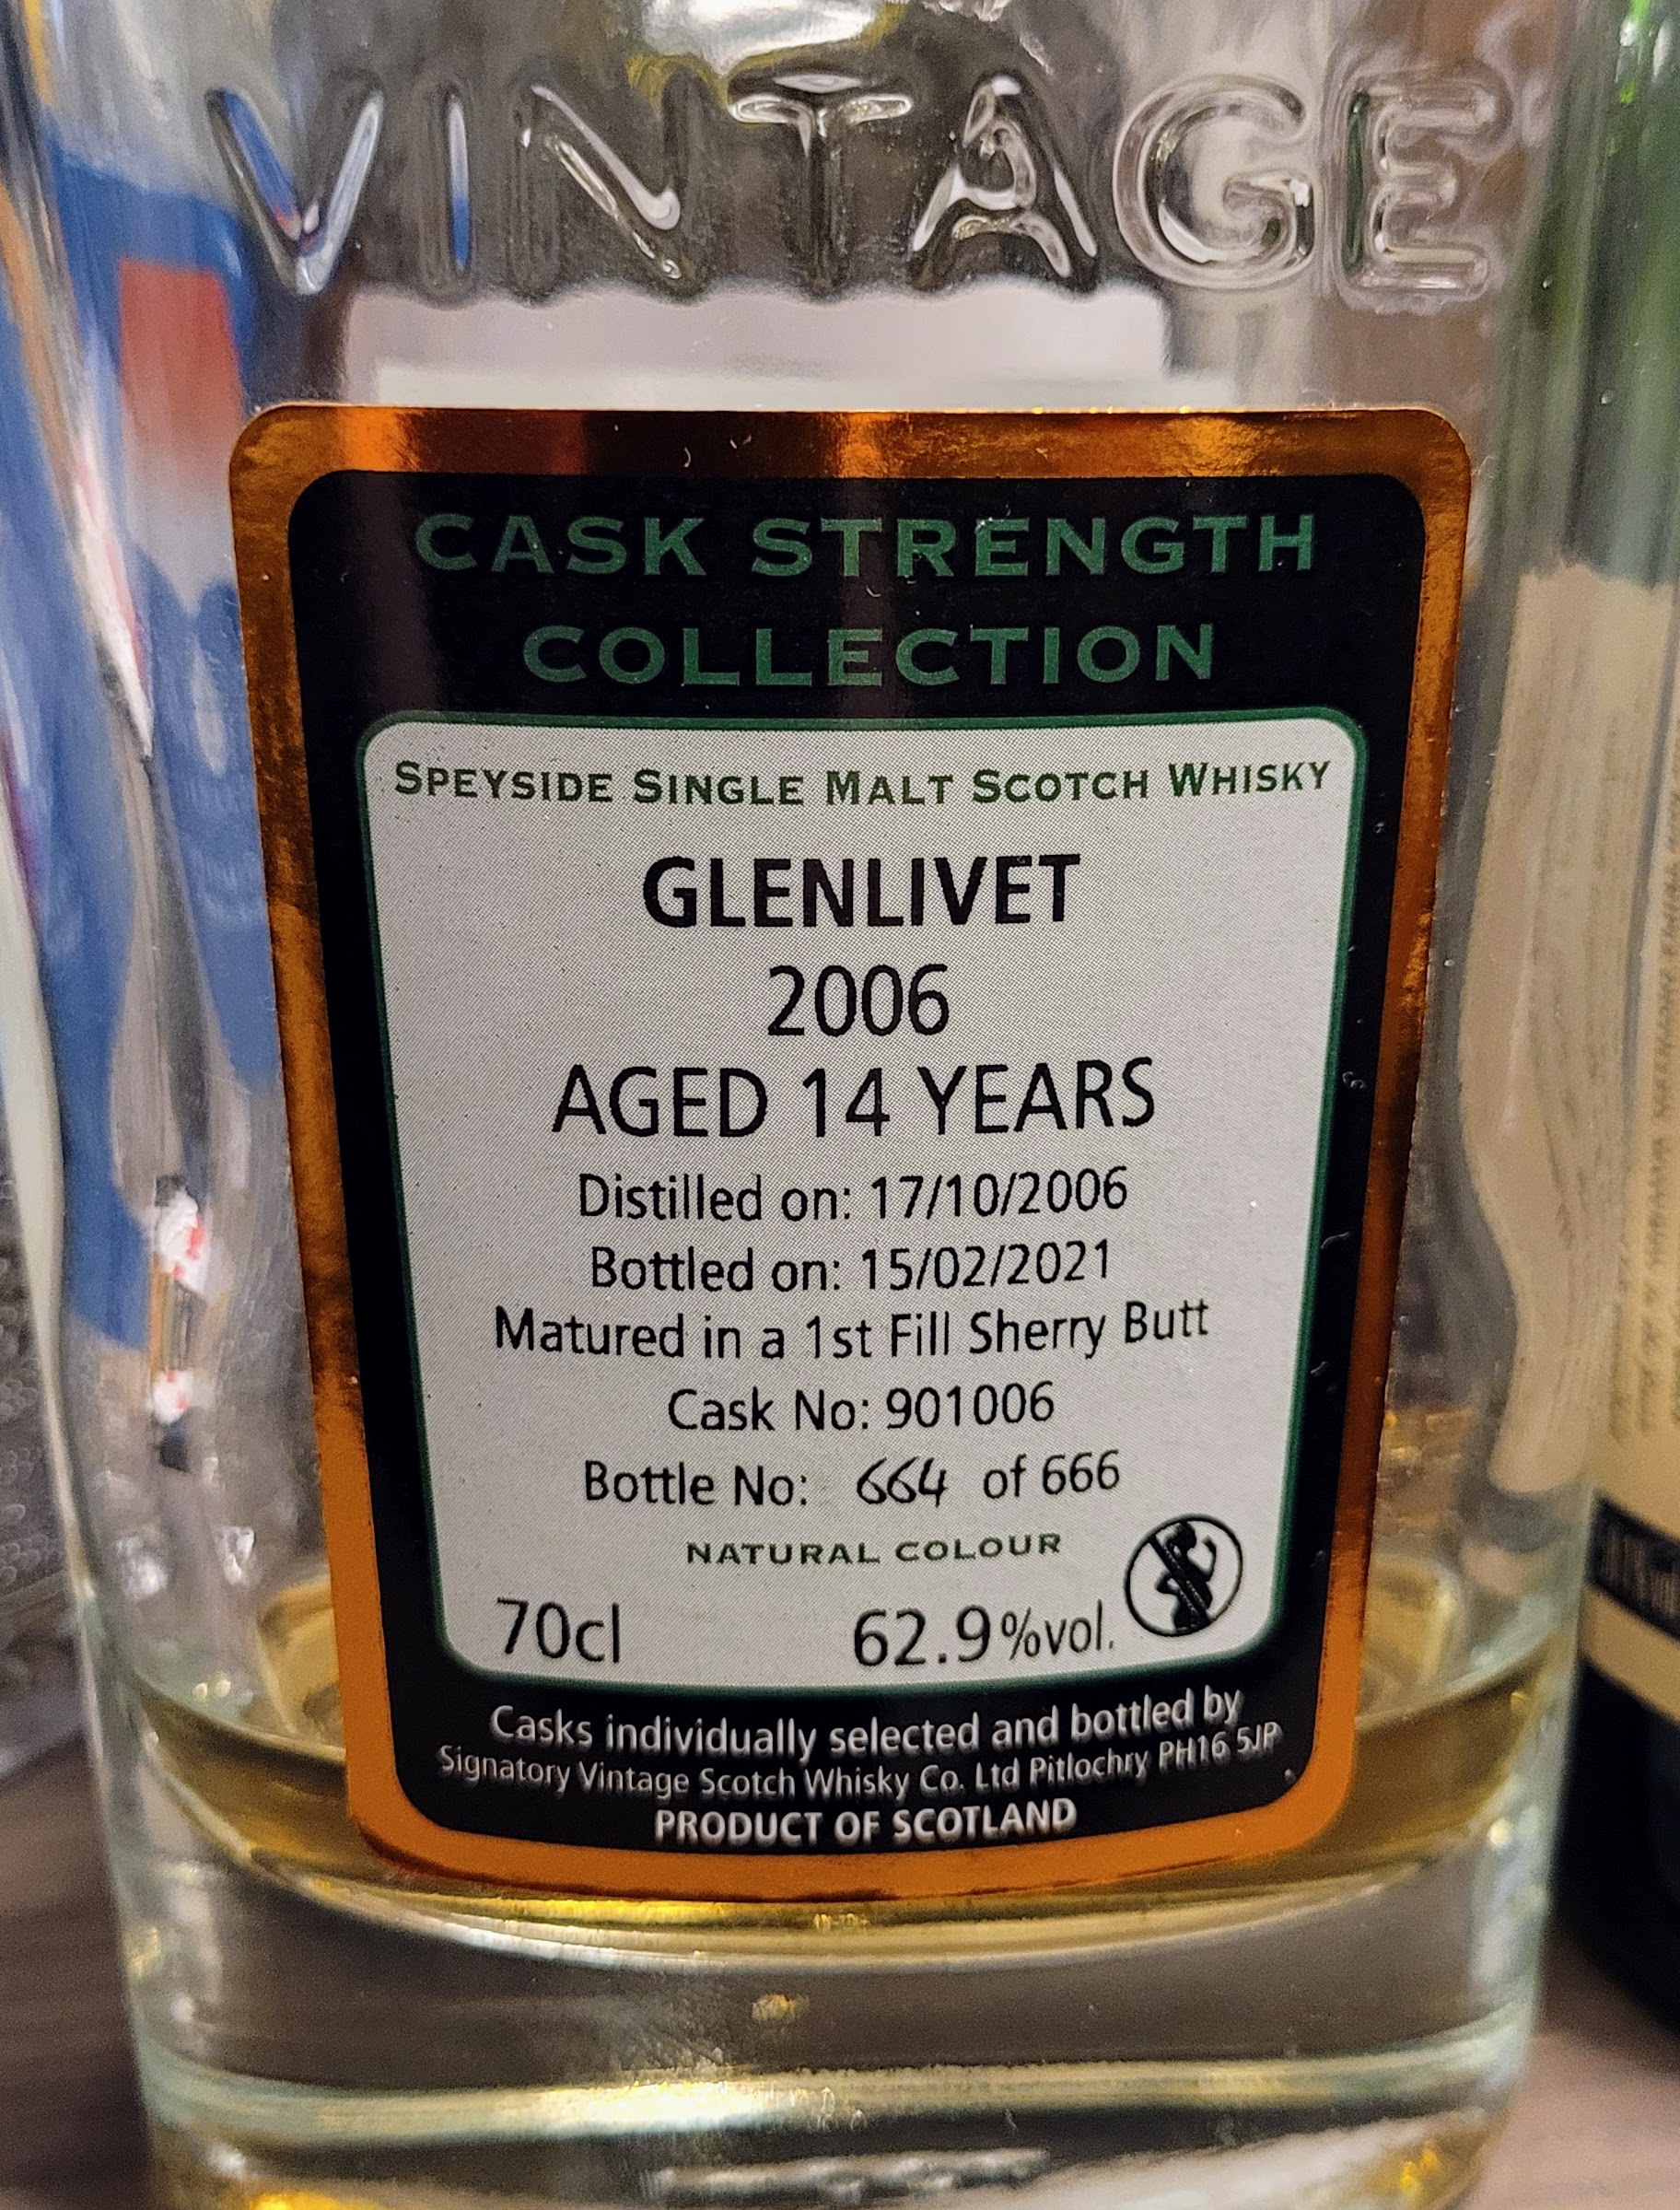 VINTAGE
CASK STRENGTH
COLLECTION
SPEYSIDE SINGLE MALT SCOTCH WHISKY
GLENLIVET
2006
AGED 14 YEARS
Distilled on: 17/10/2006
Bottled on: 15/02/2021
Matured in a 1st Fill Sherry Butt
Cask No: 901006
Bottle No: 664 of 666
NATURAL COLOUR
70cl 62.9%vol.
Casks individually selected and bottled by
Signatory Vintage Scotch Whisky Co. Ltd Pitlochry PH16 5JP
PRODUCT OF SCOTLAND